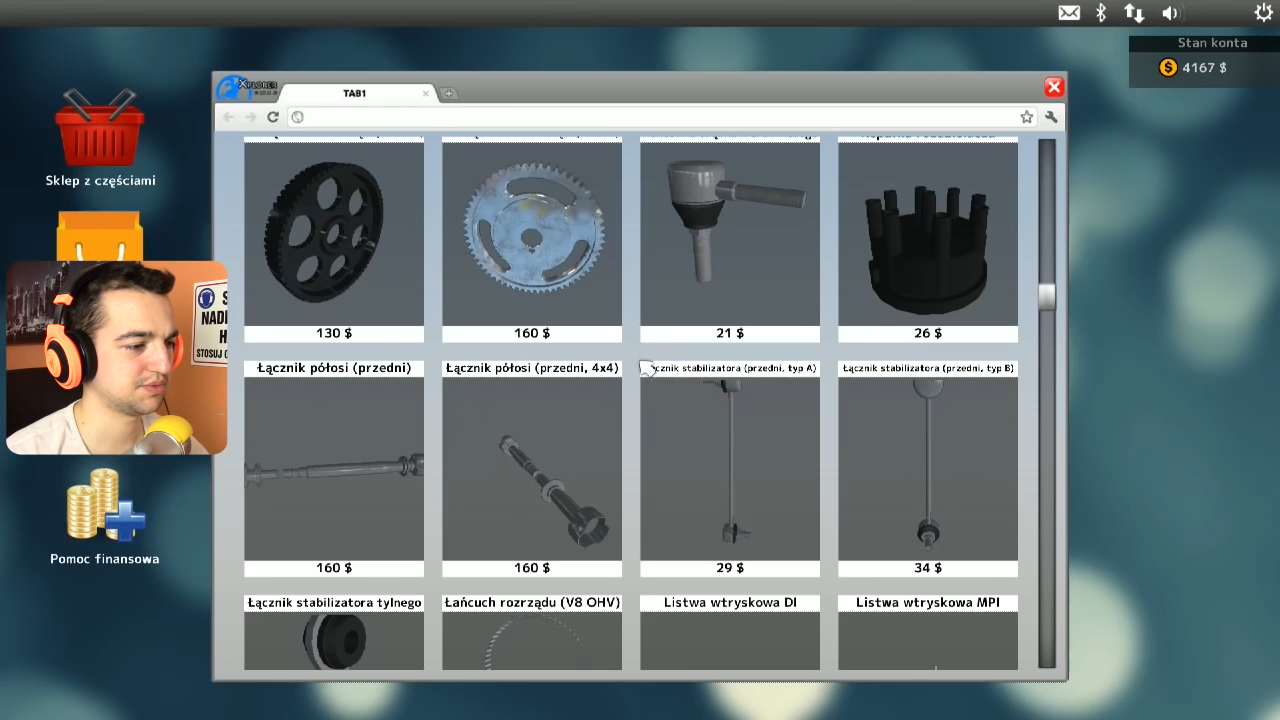 Stan konta
4167 $
XPLORER
TAB1
Sklep z częściami
130 $
160 $
21 $
26 $
Łącznik półosi (przedni)
Łącznik półosi (przedni, 4x4)
cznik stabilizatora (przedni, typ A)
Łącznik stabilizatora (przedni, typ B)
160 $
160 $
29 $
34 $
Pomoc finansowa
Łącznik stabilizatora tylnego
Łańcuch rozrządu (V8 OHV)
Listwa wtryskowa DI
Listwa wtryskowa MPI